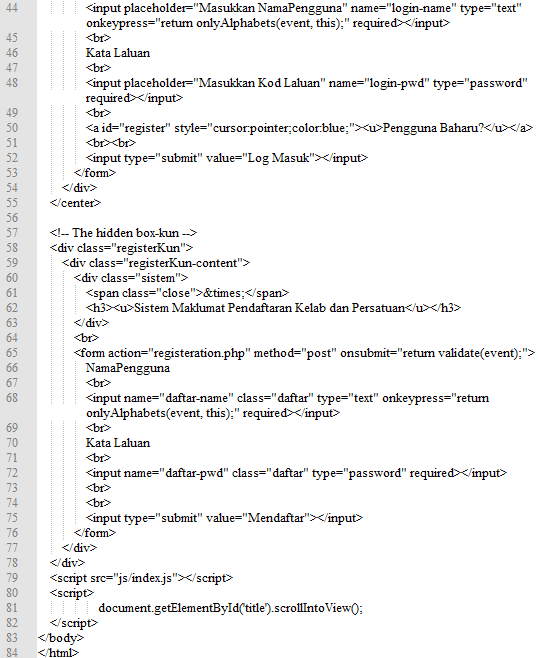 44 <input placeholder="Masukkan NamaPengguna" name="login-name" type="text"
onkeypress="return onlyAlphabets(event, this);" required></input>
45 <br>
46 Kata Laluan
47 <br>
48 <input placeholder="Masukkan Kod Laluan" name="login-pwd" type="password"
required></input>
49 <br>
50 <a id="register" style="cursor:pointer;color:blue;"><u>Pengguna Baharu?</u></a>
51 <br><br>
52 <input type="submit" value="Log Masuk"></input>
53 </form>
54 </div>
55 </center>
56
57 <!-- The hidden box-kun -->
58 <div class="registerKun">
59 <div class="registerKun-content">
60 <div class="sistem">
61 <span class="close">&times;</span>
62 <h3><u>Sistem Maklumat Pendaftaran Kelab dan Persatuan</u></h3>
63 </div>
64 <br>
65 <form action="registeration.php" method="post" onsubmit="return validate(event);">
66 NamaPengguna
67 <br>
68 <input name="daftar-name" class="daftar" type="text" onkeypress="return
onlyAlphabets(event, this);" required></input>
69 <br>
70 Kata Laluan
71 <br>
72 <input name="daftar-pwd" class="daftar" type="password" required></input>
73 <br>
74 <br>
75 <input type="submit" value="Mendaftar"></input>
76 </form>
77 </div>
78 </div>
79 <script src="js/index.js"></script>
80 <script>
81 document.getElementById('title').scrollIntoView();
82 </script>
83 </body>
84 </html>